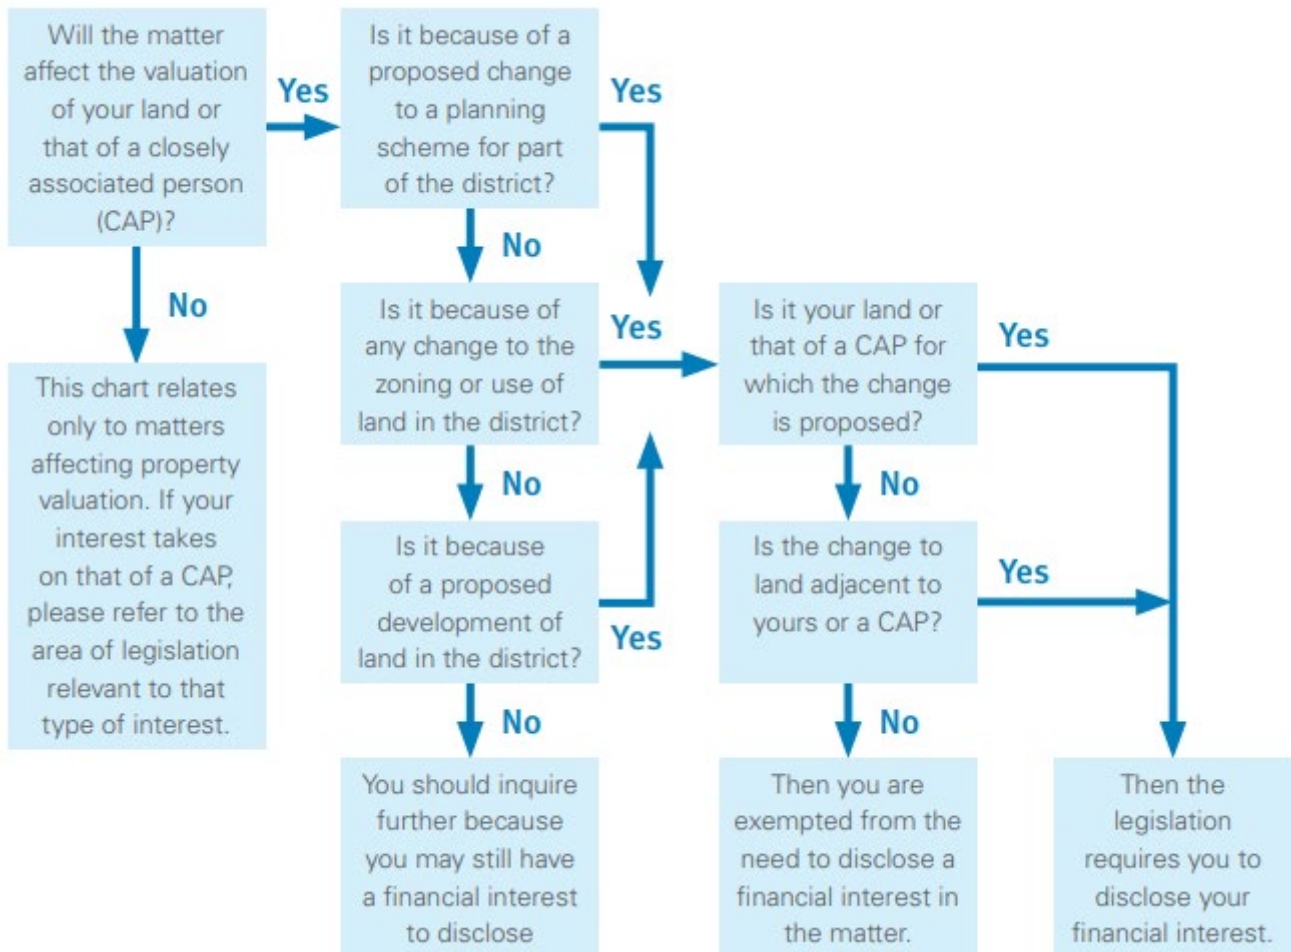 Will the matter
affect the valuation
of your land or
that of a closely
associated person
(CAP)?
Yes
Is it because of a
proposed change
to a planning
scheme for part
of the district?
Yes
No
No
This chart relates
only to matters
affecting property
valuation. If your
interest takes
on that of a CAP,
please refer to the
area of legislation
relevant to that
type of interest.
Is it because of
any change to the
zoning or use of
land in the district?
Yes
Is it your land or
that of a CAP for
which the change
is proposed?
Yes
No
No
Is it because
of a proposed
development of
land in the district?
Yes
Is the change to
land adjacent to
yours or a CAP?
Yes
No
No
You should inquire
further because
you may still have
a financial interest
to disclose
Then you are
exempted from the
need to disclose a
financial interest in
the matter.
Then the
legislation
requires you to
disclose your
financial interest.